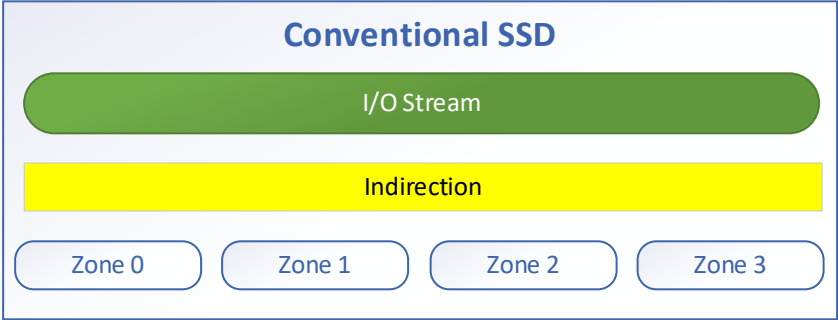 Conventional SSD
I/O Stream
Indirection
Zone 0 Zone 1 Zone 2 Zone 3